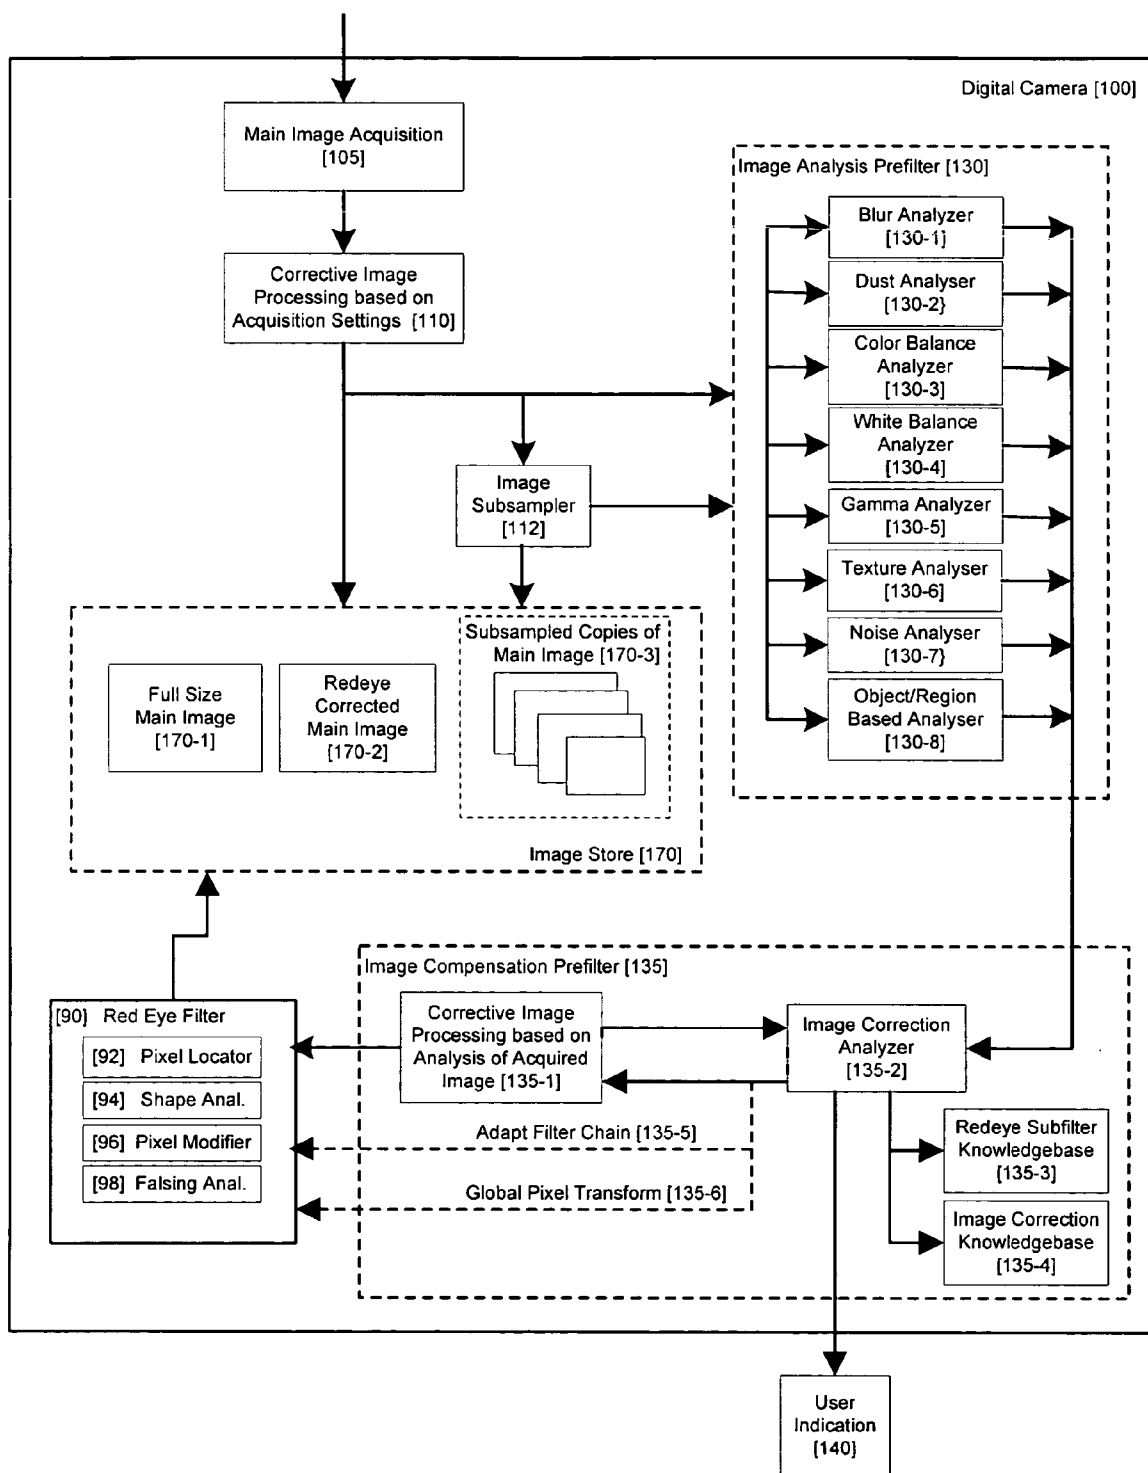 Digital Camera [100]
Main Image Acquisition
[105]
Corrective Image
Processing based on
Acquisition Settings [110]
Image Analysis Prefilter [130]
Blur Analyzer
[130-1]
Dust Analyser
[130-2}
Color Balance
Analyzer
[130-3]
White Balance
Analyzer
[130-4]
Gamma Analyzer
[130-5]
Texture Analyser
[130-6]
Noise Analyser
[130-7}
Object/Region
Based Analyser
[130-8]
Image
Subsampler
[112]
Subsampled Copies of
Main Image [170-3]
Full Size
Main Image
[170-1]
Redeye
Corrected
Main Image
[170-2]
Image Store [170]
Image Compensation Prefilter [135]
[90] Red Eye Filter
[92] Pixel Locator
[94] Shape Anal.
[96] Pixel Modifier
[98] Falsing Anal.
Corrective Image
Processing based on
Analysis of Acquired
Image [135-1]
Image Correction
Analyzer
[135-2]
Adapt Filter Chain [135-5]
Global Pixel Transform [135-6]
Redeye Subfilter
Knowledgebase
[135-3]
Image Correction
Knowledgebase
[135-4]
User
Indication
[140]